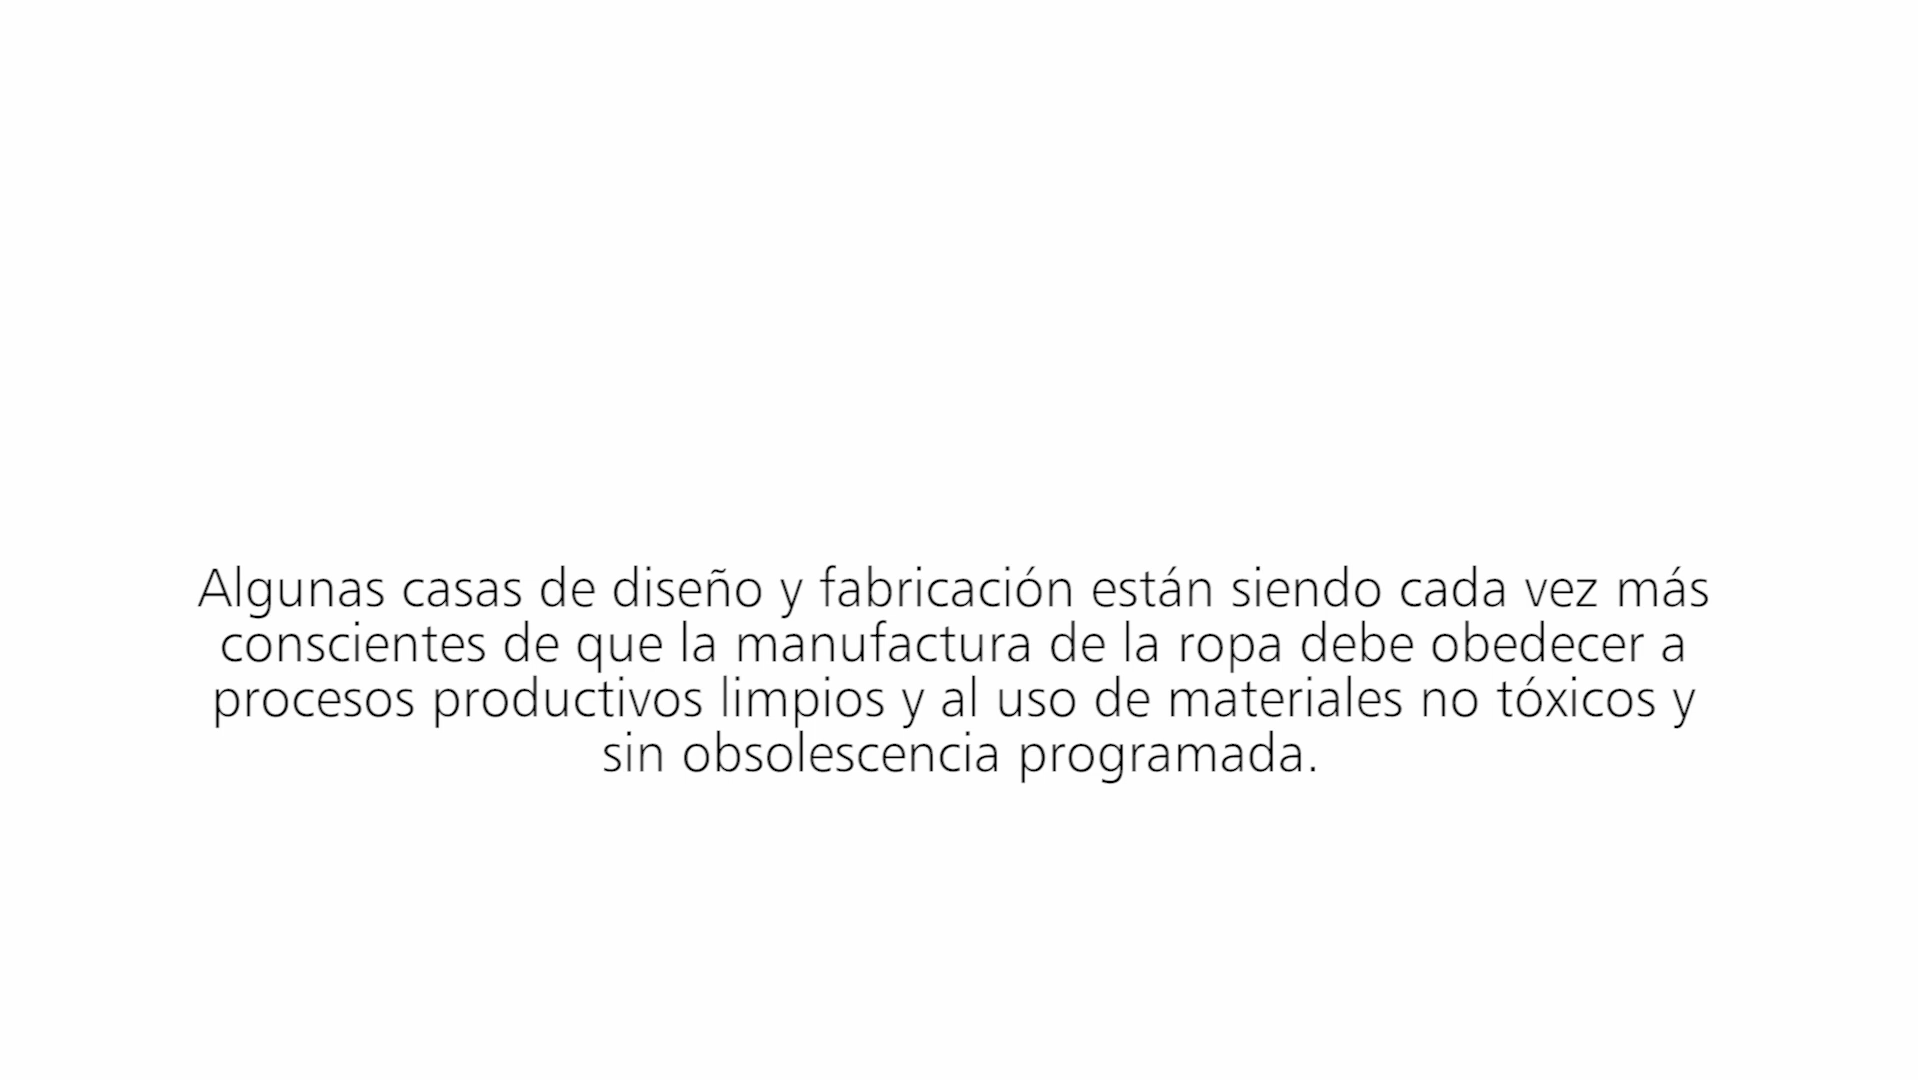 Algunas casas de diseño y fabricación están siendo cada vez más
conscientes de que la manufactura de la ropa debe obedecer a
procesos productivos limpios y al uso de materiales no tóxicos y
sin obsolescencia programada.